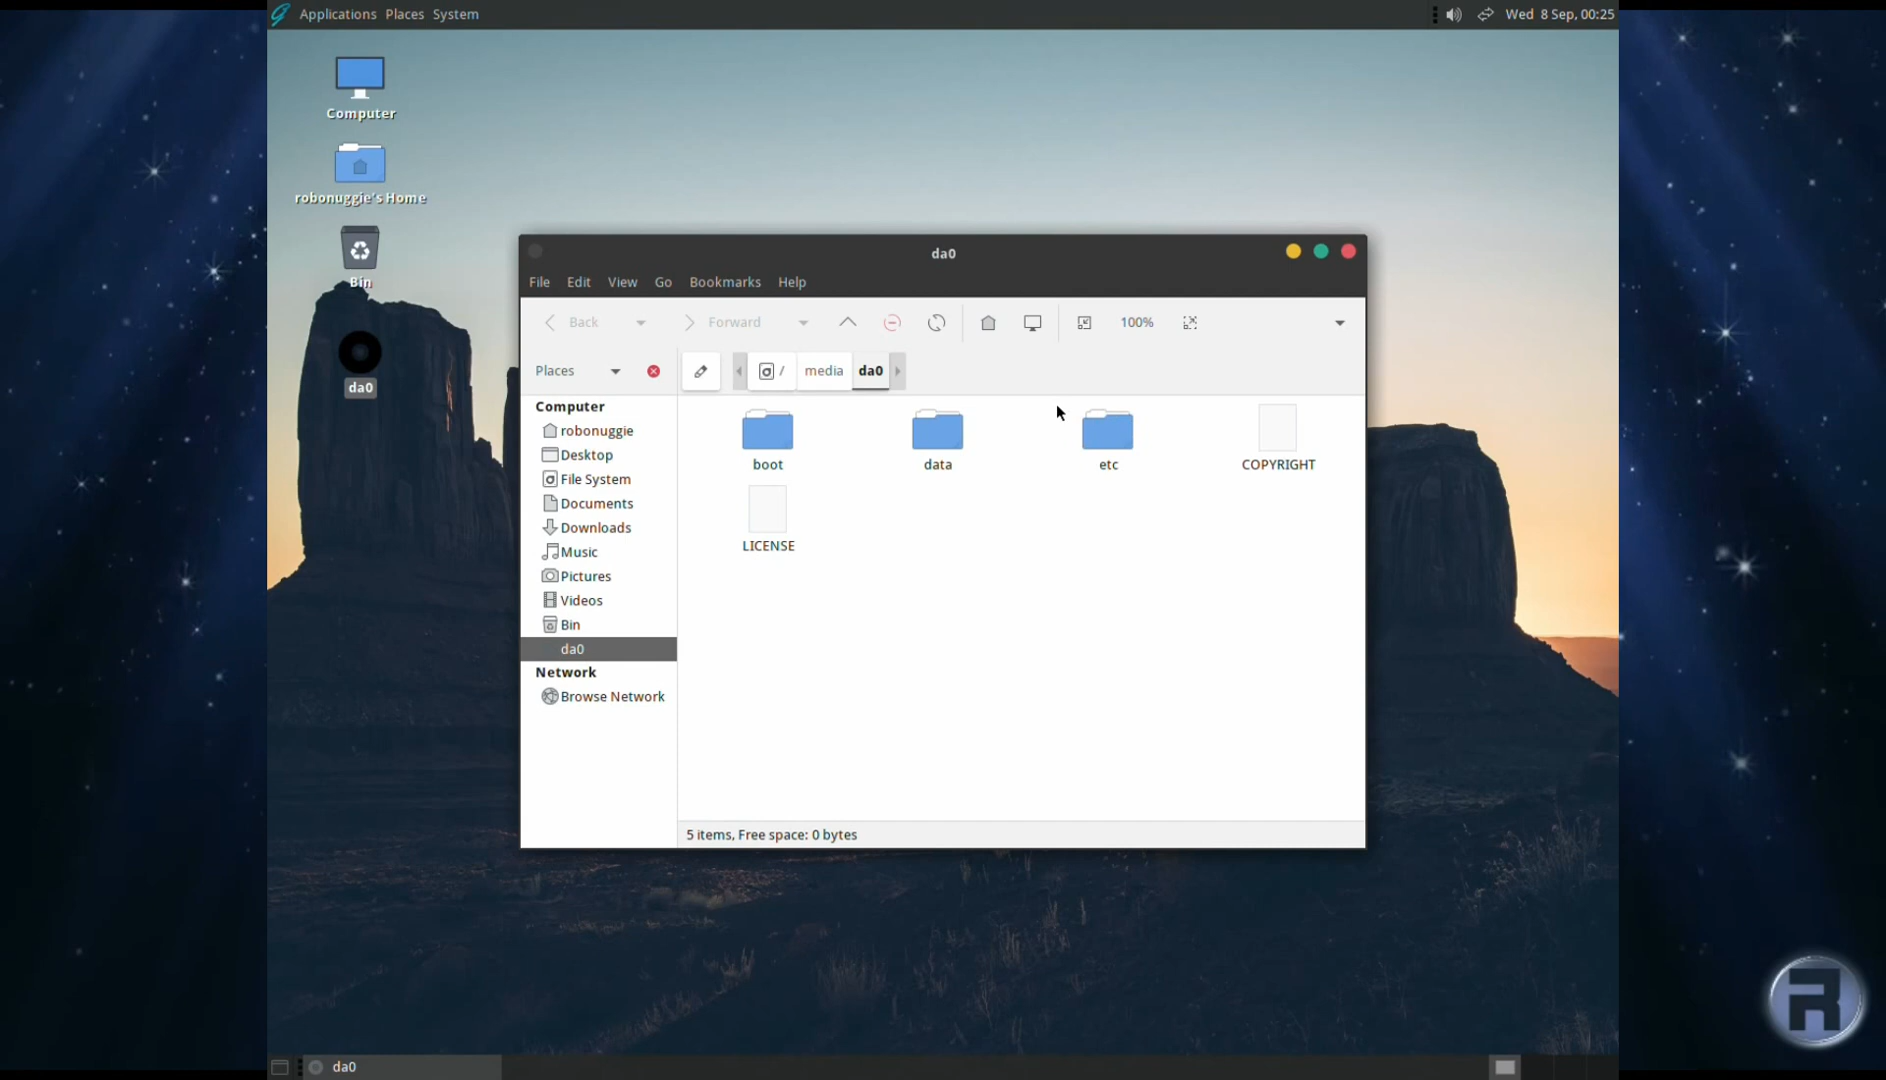 Applications Places System
Wed 8 Sep, 00:25
Computer
robonuggie's Home
Bin
da0
da0
File Edit View Go Bookmarks Help
Back Forward 100%
Places / media da0
Computer
robonuggie
Desktop
File System
Documents
Downloads
Music
Pictures
Videos
Bin
da0
Network
Browse Network
boot data etc COPYRIGHT
LICENSE
5 items, Free space: 0 bytes
da0
R